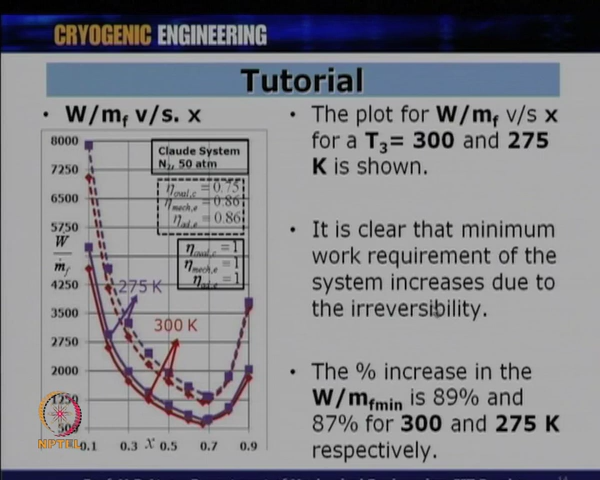 CRYOGENIC ENGINEERING
Tutorial
• W/mf v/s. x
8000
7250
6500
5750
W
ṁf
4250
3500
2750
2000
1250
500
0.1
0.3
x
0.5
0.7
0.9
Claude System
N2, 50 atm
ηoval,c = 0.75
ηmech,e = 0.86
ηad,e = 0.86
ηoval,c = 1
ηmech,e = 1
ηad,e = 1
275 K
300 K
• The plot for W/mf v/s x
for a T3= 300 and 275
K is shown.
• It is clear that minimum
work requirement of the
system increases due to
the irreversibility.
• The % increase in the
W/mfmin is 89% and
87% for 300 and 275 K
respectively.
NPTEL